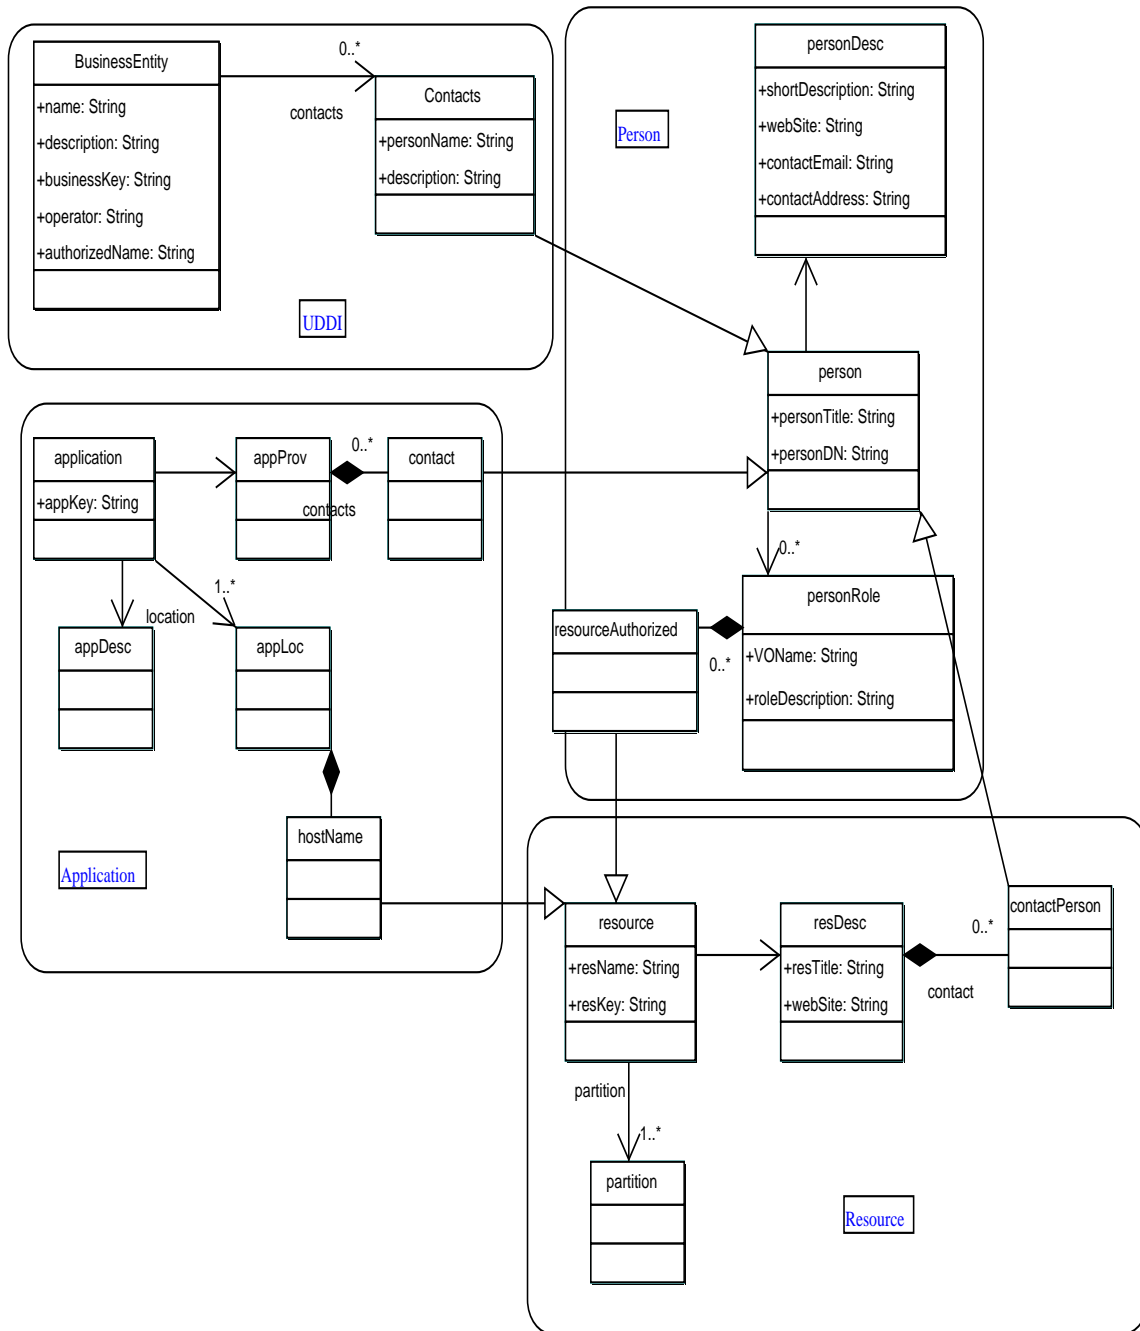 BusinessEntity
+name: String
+description: String
+businessKey: String
+operator: String
+authorizedName: String
0..*
contacts
Contacts
+personName: String
+description: String
UDDI
Person
personDesc
+shortDescription: String
+webSite: String
+contactEmail: String
+contactAddress: String
person
+personTitle: String
+personDN: String
0..*
personRole
+VOName: String
+roleDescription: String
resourceAuthorized
0..*
application
+appKey: String
appProv
0..*
contacts
contact
1..*
location
appDesc
appLoc
hostName
Application
resource
+resName: String
+resKey: String
resDesc
+resTitle: String
+webSite: String
0..*
contact
contactPerson
partition
1..*
partition
Resource